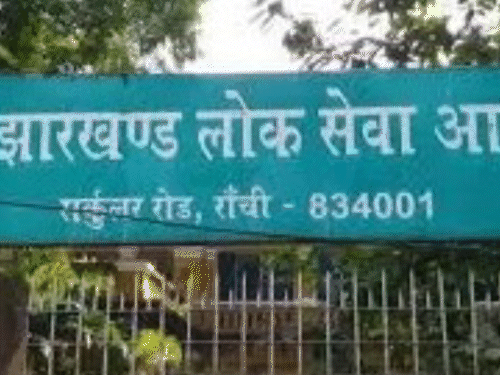 झारखण्ड लोक सेवा आ
सर्कुलर रोड, राँची - 834001